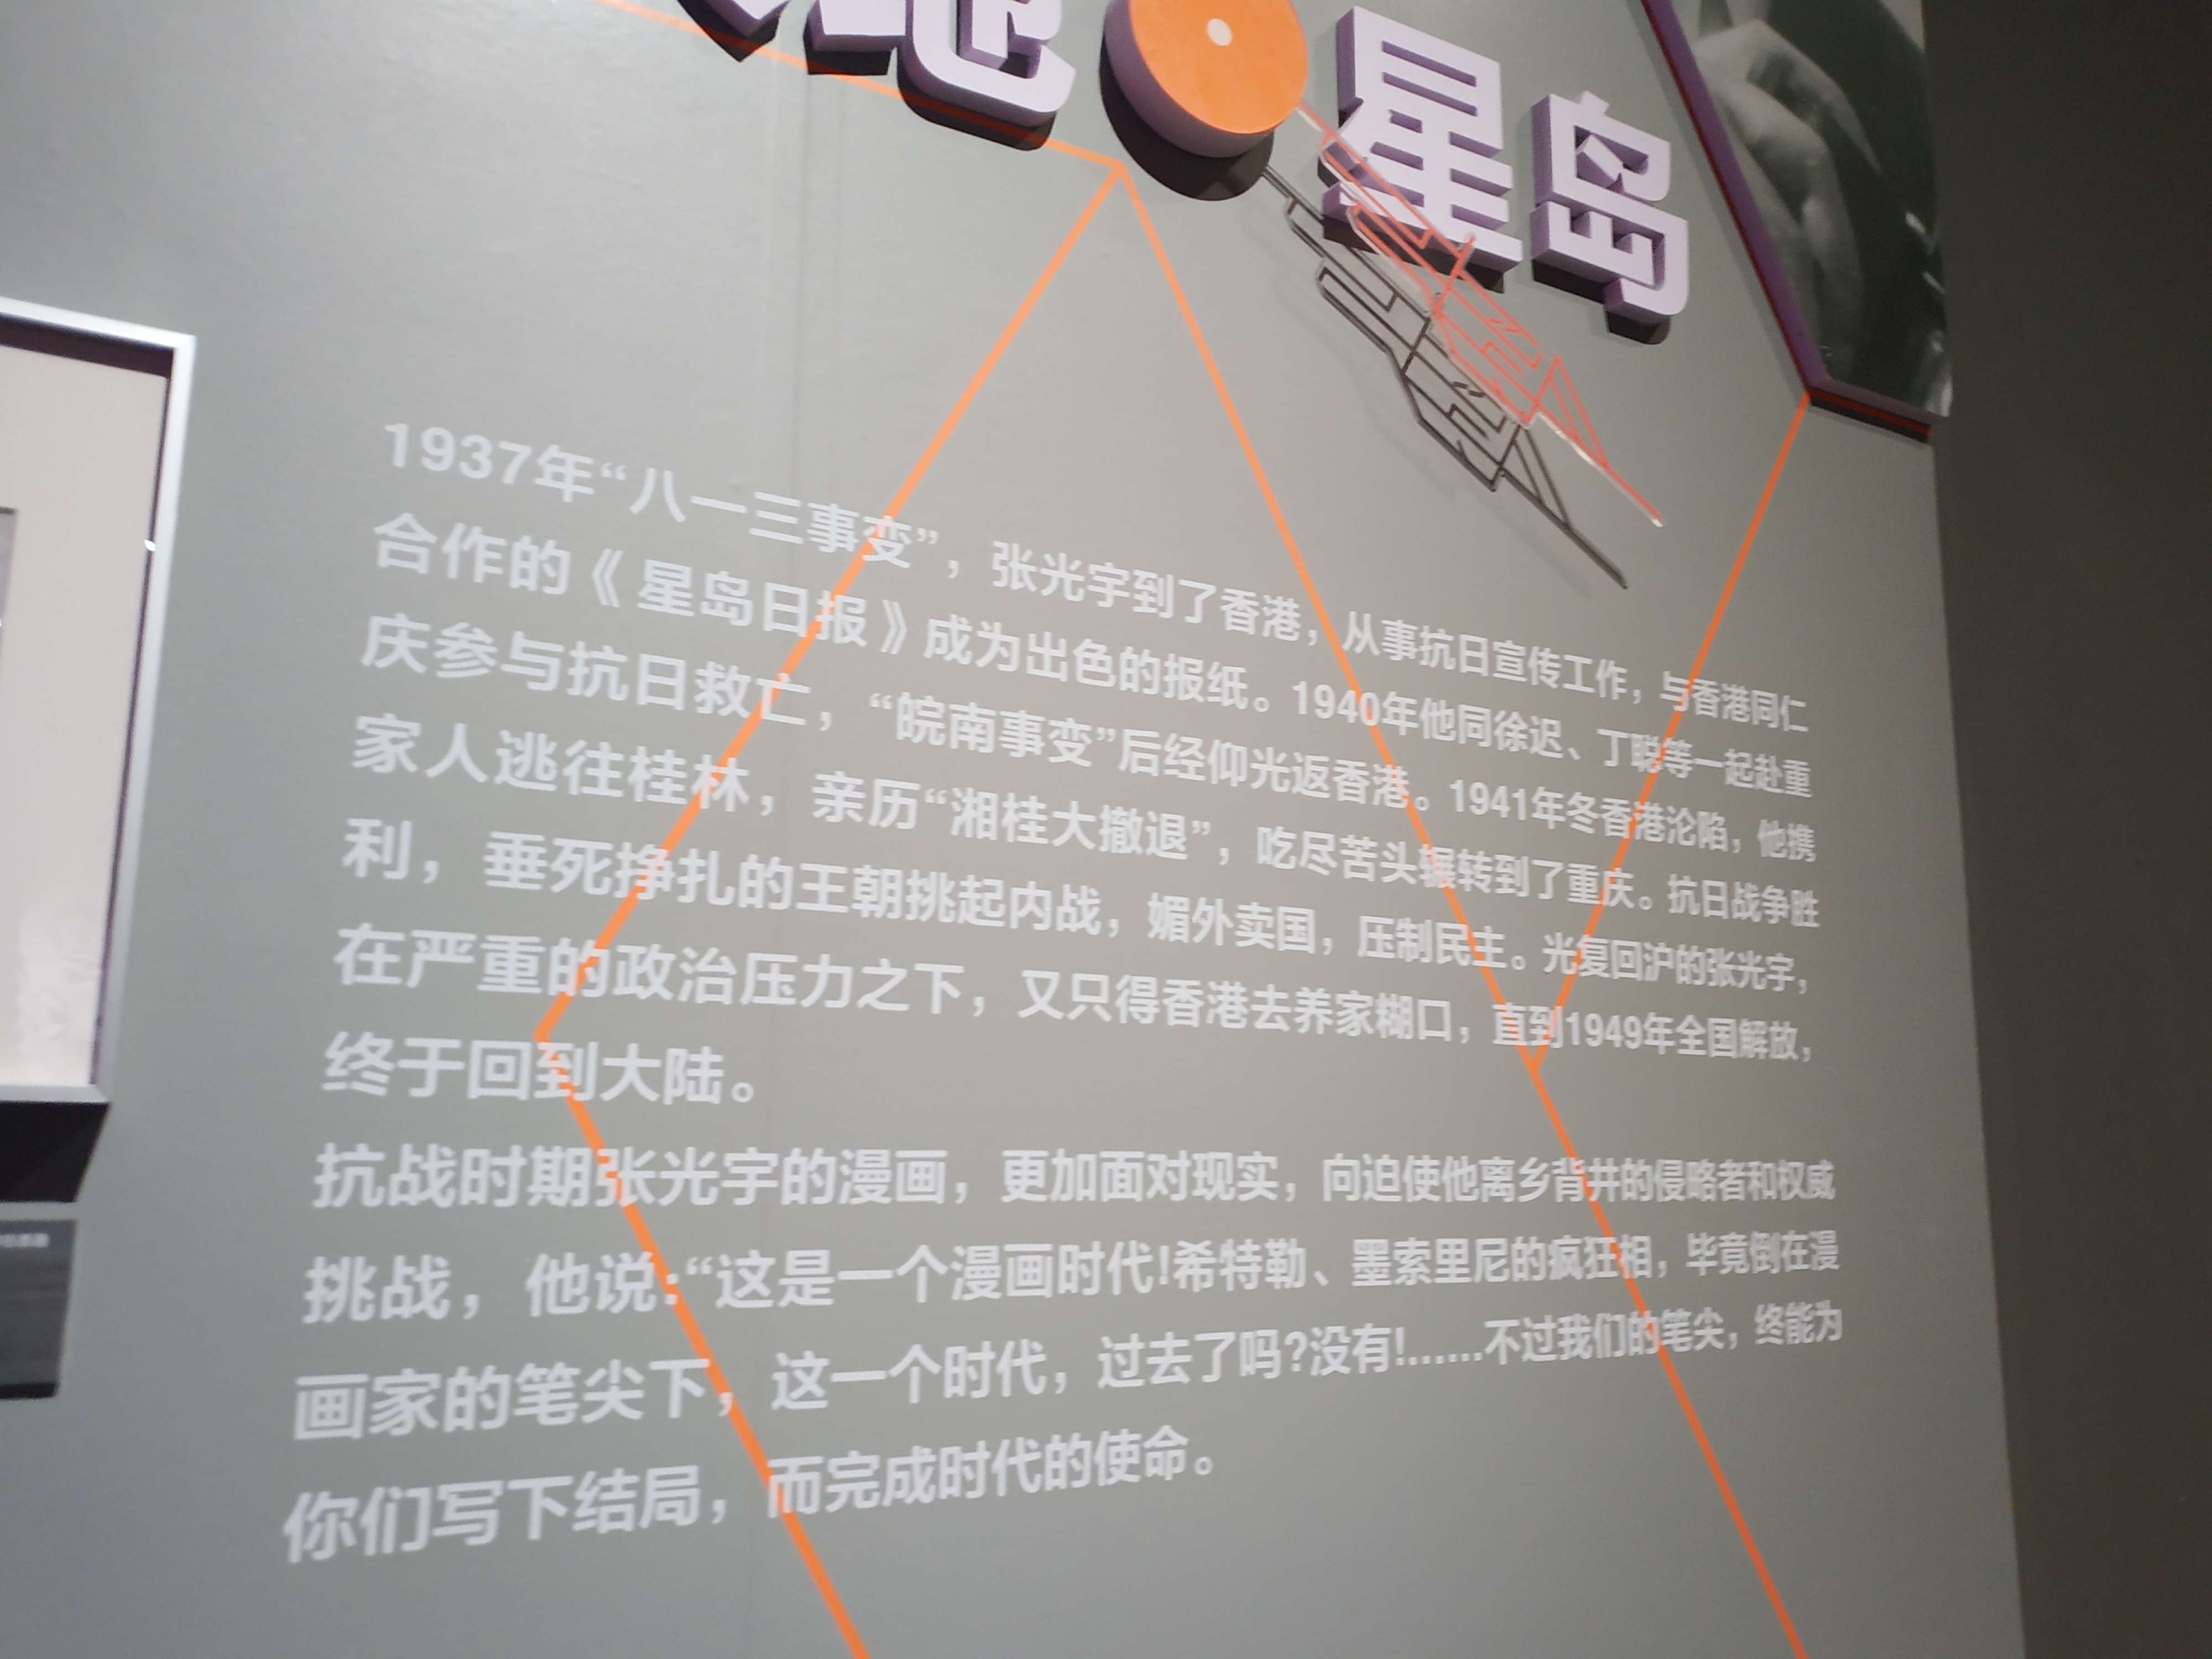 星岛
1937年“八一三事变”，张光宇到了香港，从事抗日宣传工作，与香港同仁
合作的《星岛日报》成为出色的报纸。1940年他同徐迟、丁聪等一起赴重
庆参与抗日救亡，“皖南事变”后经仰光返香港。1941年冬香港沦陷，他携
家人逃往桂林，亲历“湘桂大撤退”，吃尽苦头辗转到了重庆。抗日战争胜
利，垂死挣扎的王朝挑起内战，媚外卖国，压制民主。光复回沪的张光宇，
在严重的政治压力之下，又只得香港去养家糊口，直到1949年全国解放，
终于回到大陆。
抗战时期张光宇的漫画，更加面对现实，向迫使他离乡背井的侵略者和权威
挑战，他说：“这是一个漫画时代!希特勒、墨索里尼的疯狂相，毕竟倒在漫
画家的笔尖下，这一个时代，过去了吗?没有!……不过我们的笔尖，终能为
你们写下结局，而完成时代的使命。